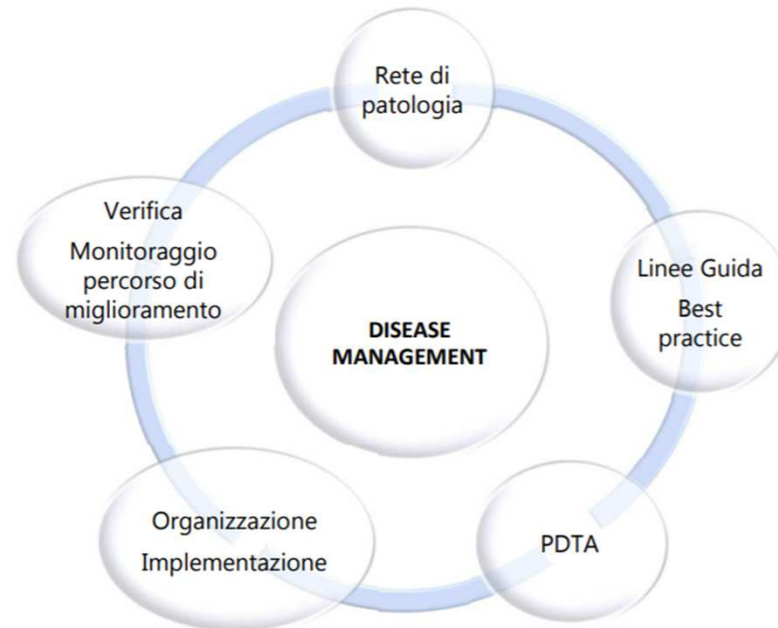 Rete di
patologia
Linee Guida
Best
practice
PDTA
Organizzazione
Implementazione
Verifica
Monitoraggio
percorso di
miglioramento
DISEASE
MANAGEMENT